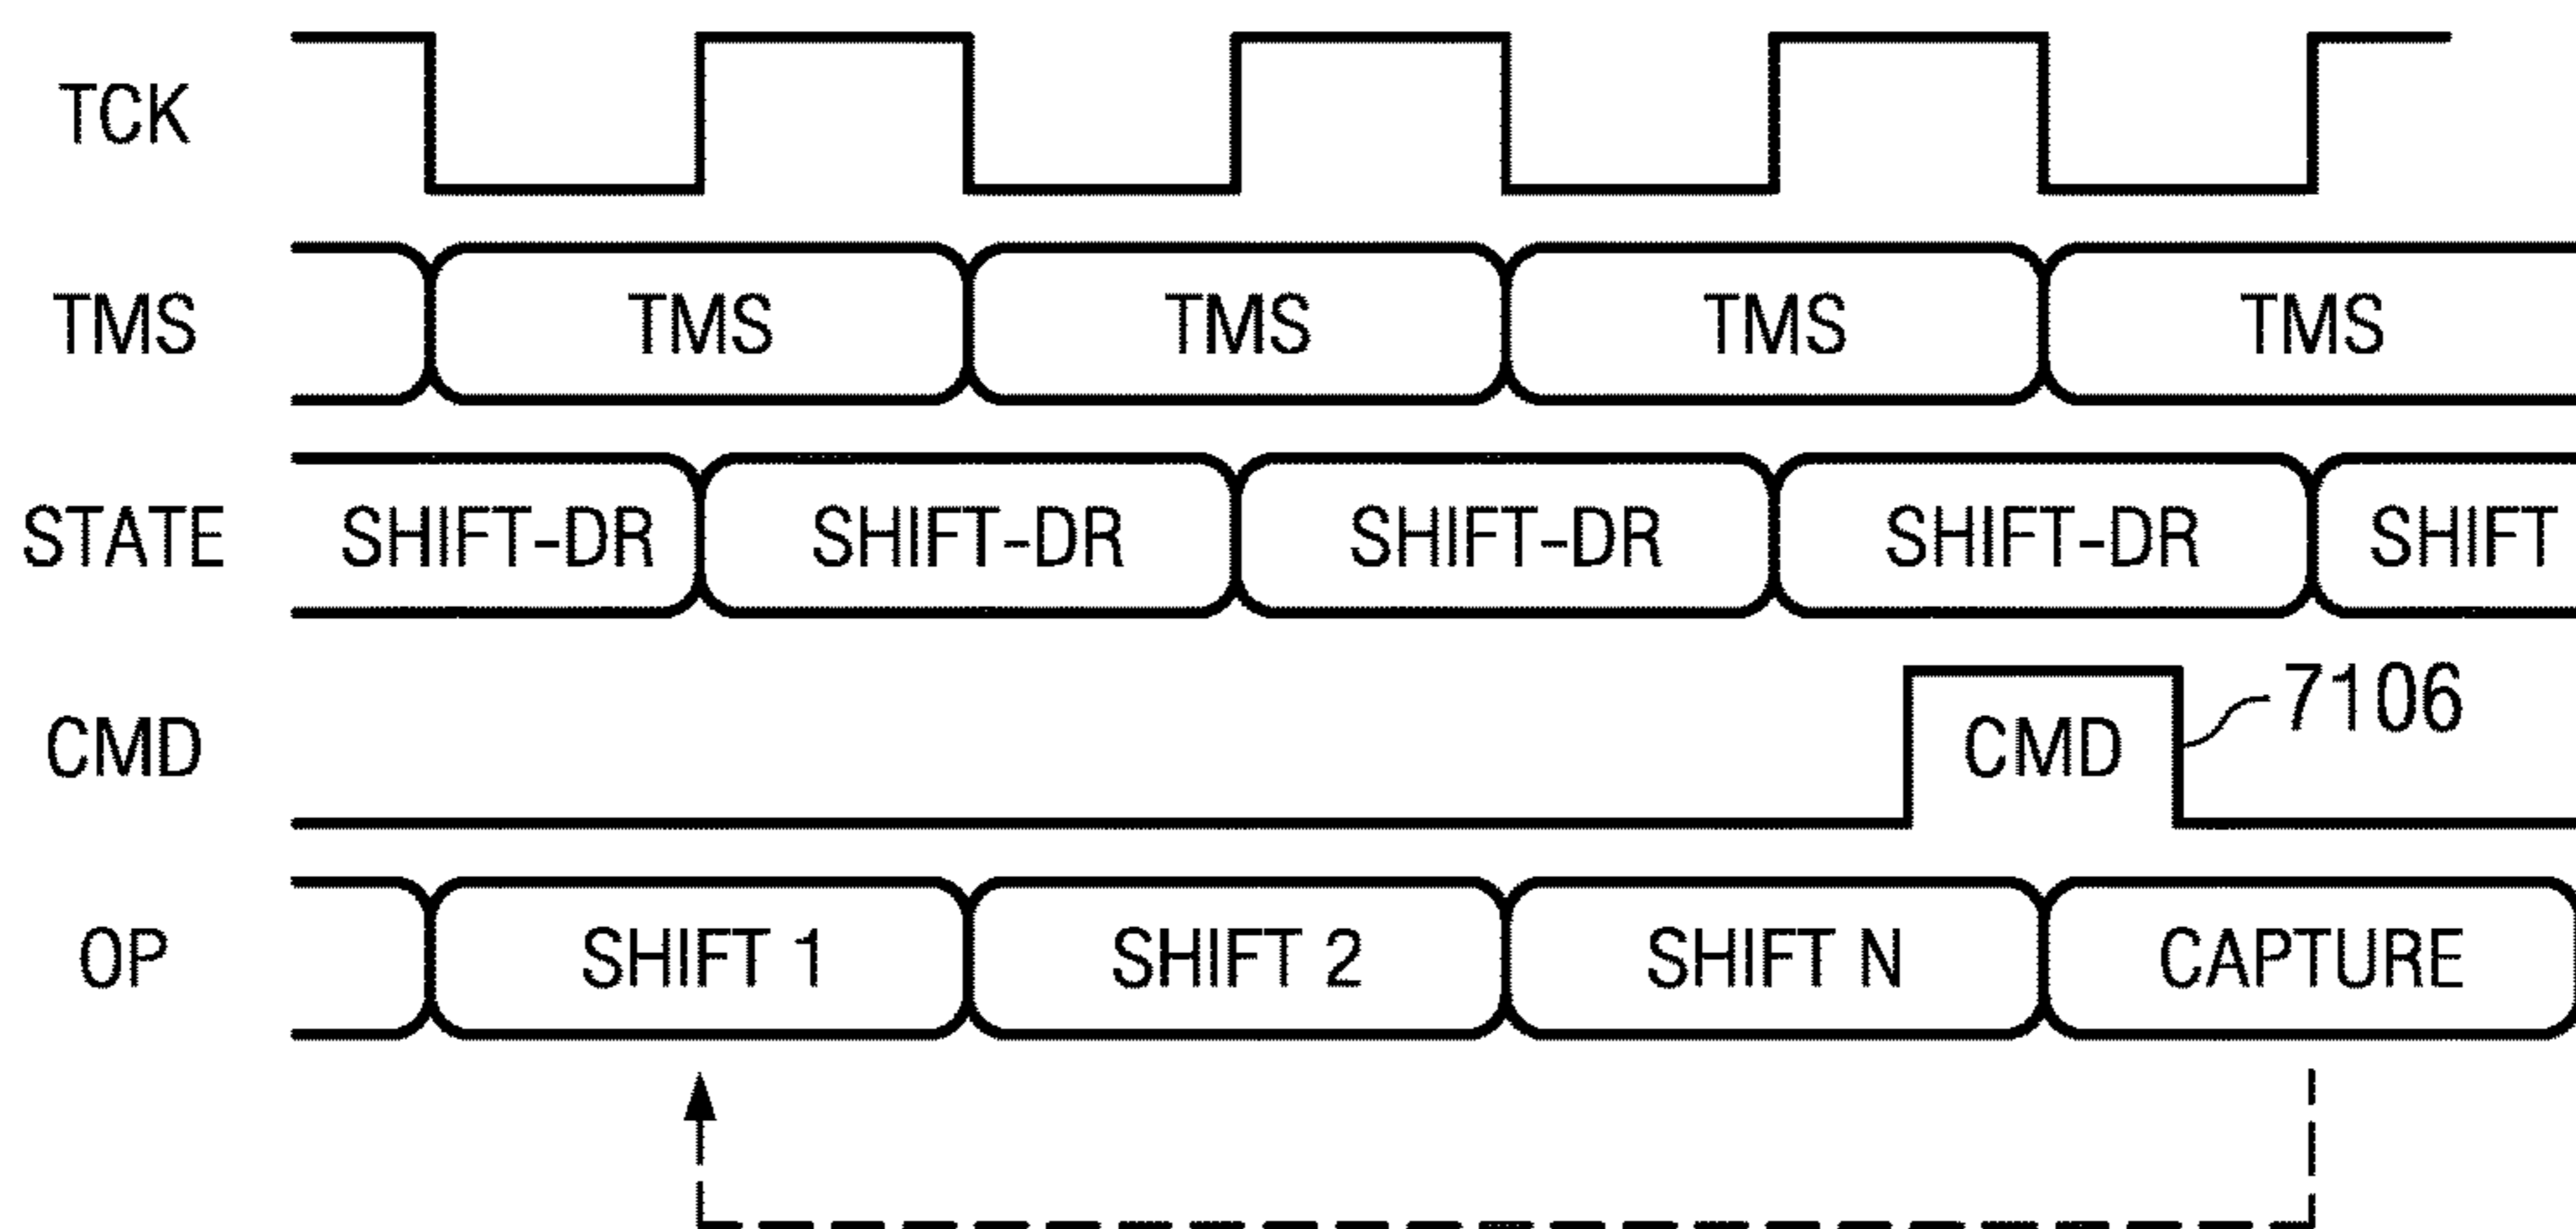 TCK
TMS TMS TMS TMS TMS
STATE SHIFT-DR SHIFT-DR SHIFT-DR SHIFT-DR SHIFT
CMD CMD 7106
OP SHIFT 1 SHIFT 2 SHIFT N CAPTURE